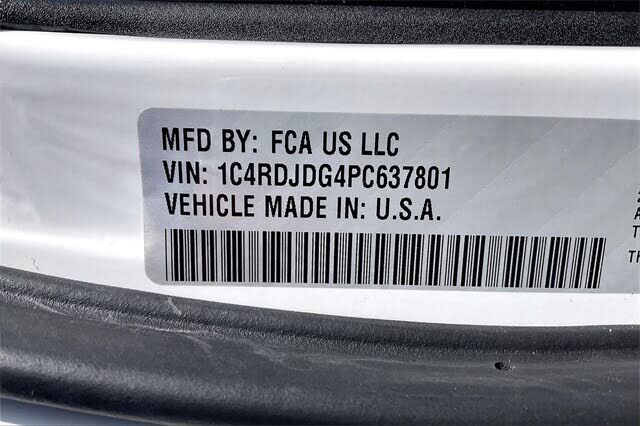 MFD BY: FCA US LLC
VIN: 1C4RDJDG4PC637801
VEHICLE MADE IN: U.S.A.